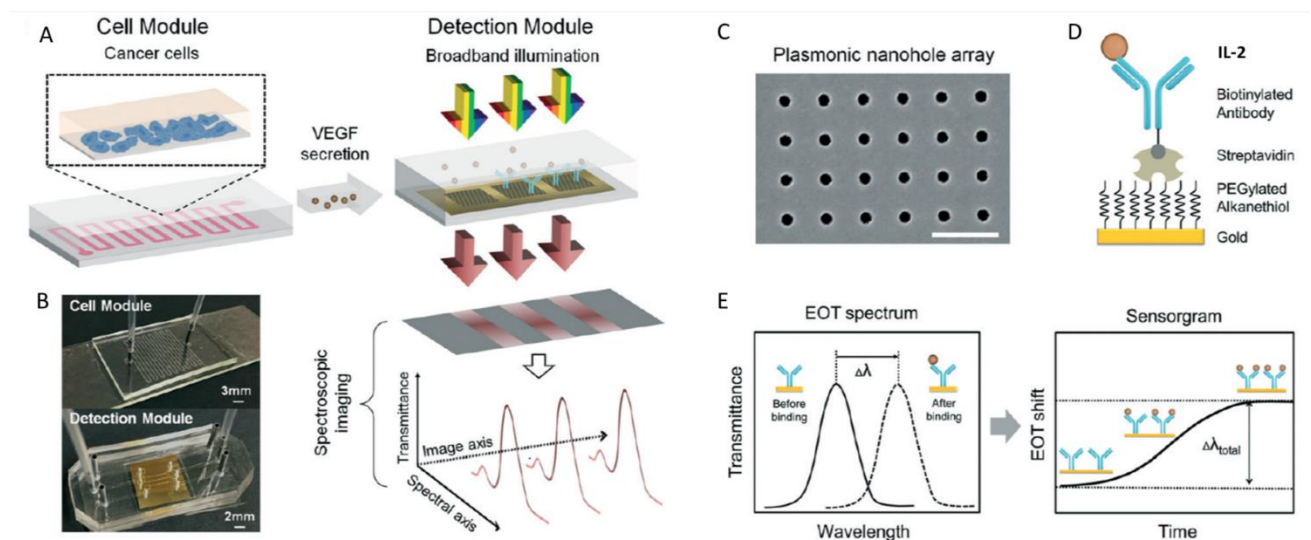 A
Cell Module
Cancer cells
VEGF
secretion
Detection Module
Broadband illumination
B
Cell Module
3mm
Detection Module
2mm
Spectroscopic
imaging
Transmittance
Image axis
Spectral axis
C
Plasmonic nanohole array
D
IL-2
Biotinylated
Antibody
Streptavidin
PEGylated
Alkanethiol
Gold
E
EOT spectrum
Transmittance
Δλ
Before
binding
After
binding
Wavelength
Sensorgram
EOT shift
Δλtotal
Time